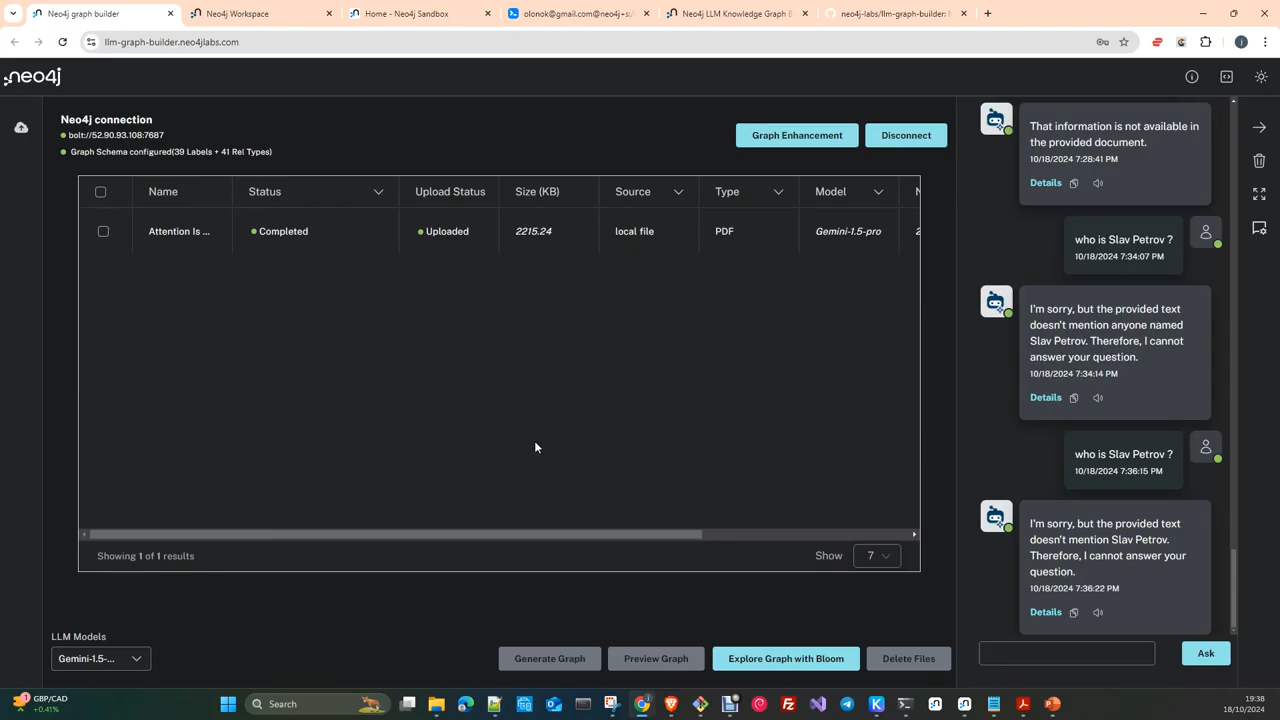 Neo4j graph builder
Neo4j Workspace
Home - Neo4j Sandbox
olonok@gmail.com@neo4j+s:/
Neo4j LLM Knowledge Graph B
neo4j-labs/llm-graph-builder: N
llm-graph-builder.neo4jlabs.com
neo4j
Neo4j connection
bolt://52.90.93.108:7687
Graph Schema configured(39 Labels + 41 Rel Types)
Graph Enhancement
Disconnect
Name Status Upload Status Size (KB) Source Type Model
Attention Is ... Completed Uploaded 2215.24 local file PDF Gemini-1.5-pro
Showing 1 of 1 results
Show 7
LLM Models
Gemini-1.5-...
Generate Graph
Preview Graph
Explore Graph with Bloom
Delete Files
That information is not available in
the provided document.
10/18/2024 7:28:41 PM
Details
who is Slav Petrov ?
10/18/2024 7:34:07 PM
I'm sorry, but the provided text
doesn't mention anyone named
Slav Petrov. Therefore, I cannot
answer your question.
10/18/2024 7:34:14 PM
Details
who is Slav Petrov ?
10/18/2024 7:36:15 PM
I'm sorry, but the provided text
doesn't mention Slav Petrov.
Therefore, I cannot answer your
question.
10/18/2024 7:36:22 PM
Details
Ask
GBP/CAD
+0.41%
Search
19:38
18/10/2024